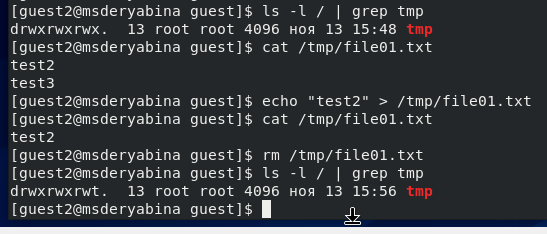 [guest2@msderyabina guest]$ ls -l / | grep tmp
drwxrwxrwx.  13 root root 4096 ноя 13 15:48 tmp
[guest2@msderyabina guest]$ cat /tmp/file01.txt
test2
test3
[guest2@msderyabina guest]$ echo "test2" > /tmp/file01.txt
[guest2@msderyabina guest]$ cat /tmp/file01.txt
test2
[guest2@msderyabina guest]$ rm /tmp/file01.txt
[guest2@msderyabina guest]$ ls -l / | grep tmp
drwxrwxrwt.  13 root root 4096 ноя 13 15:56 tmp
[guest2@msderyabina guest]$